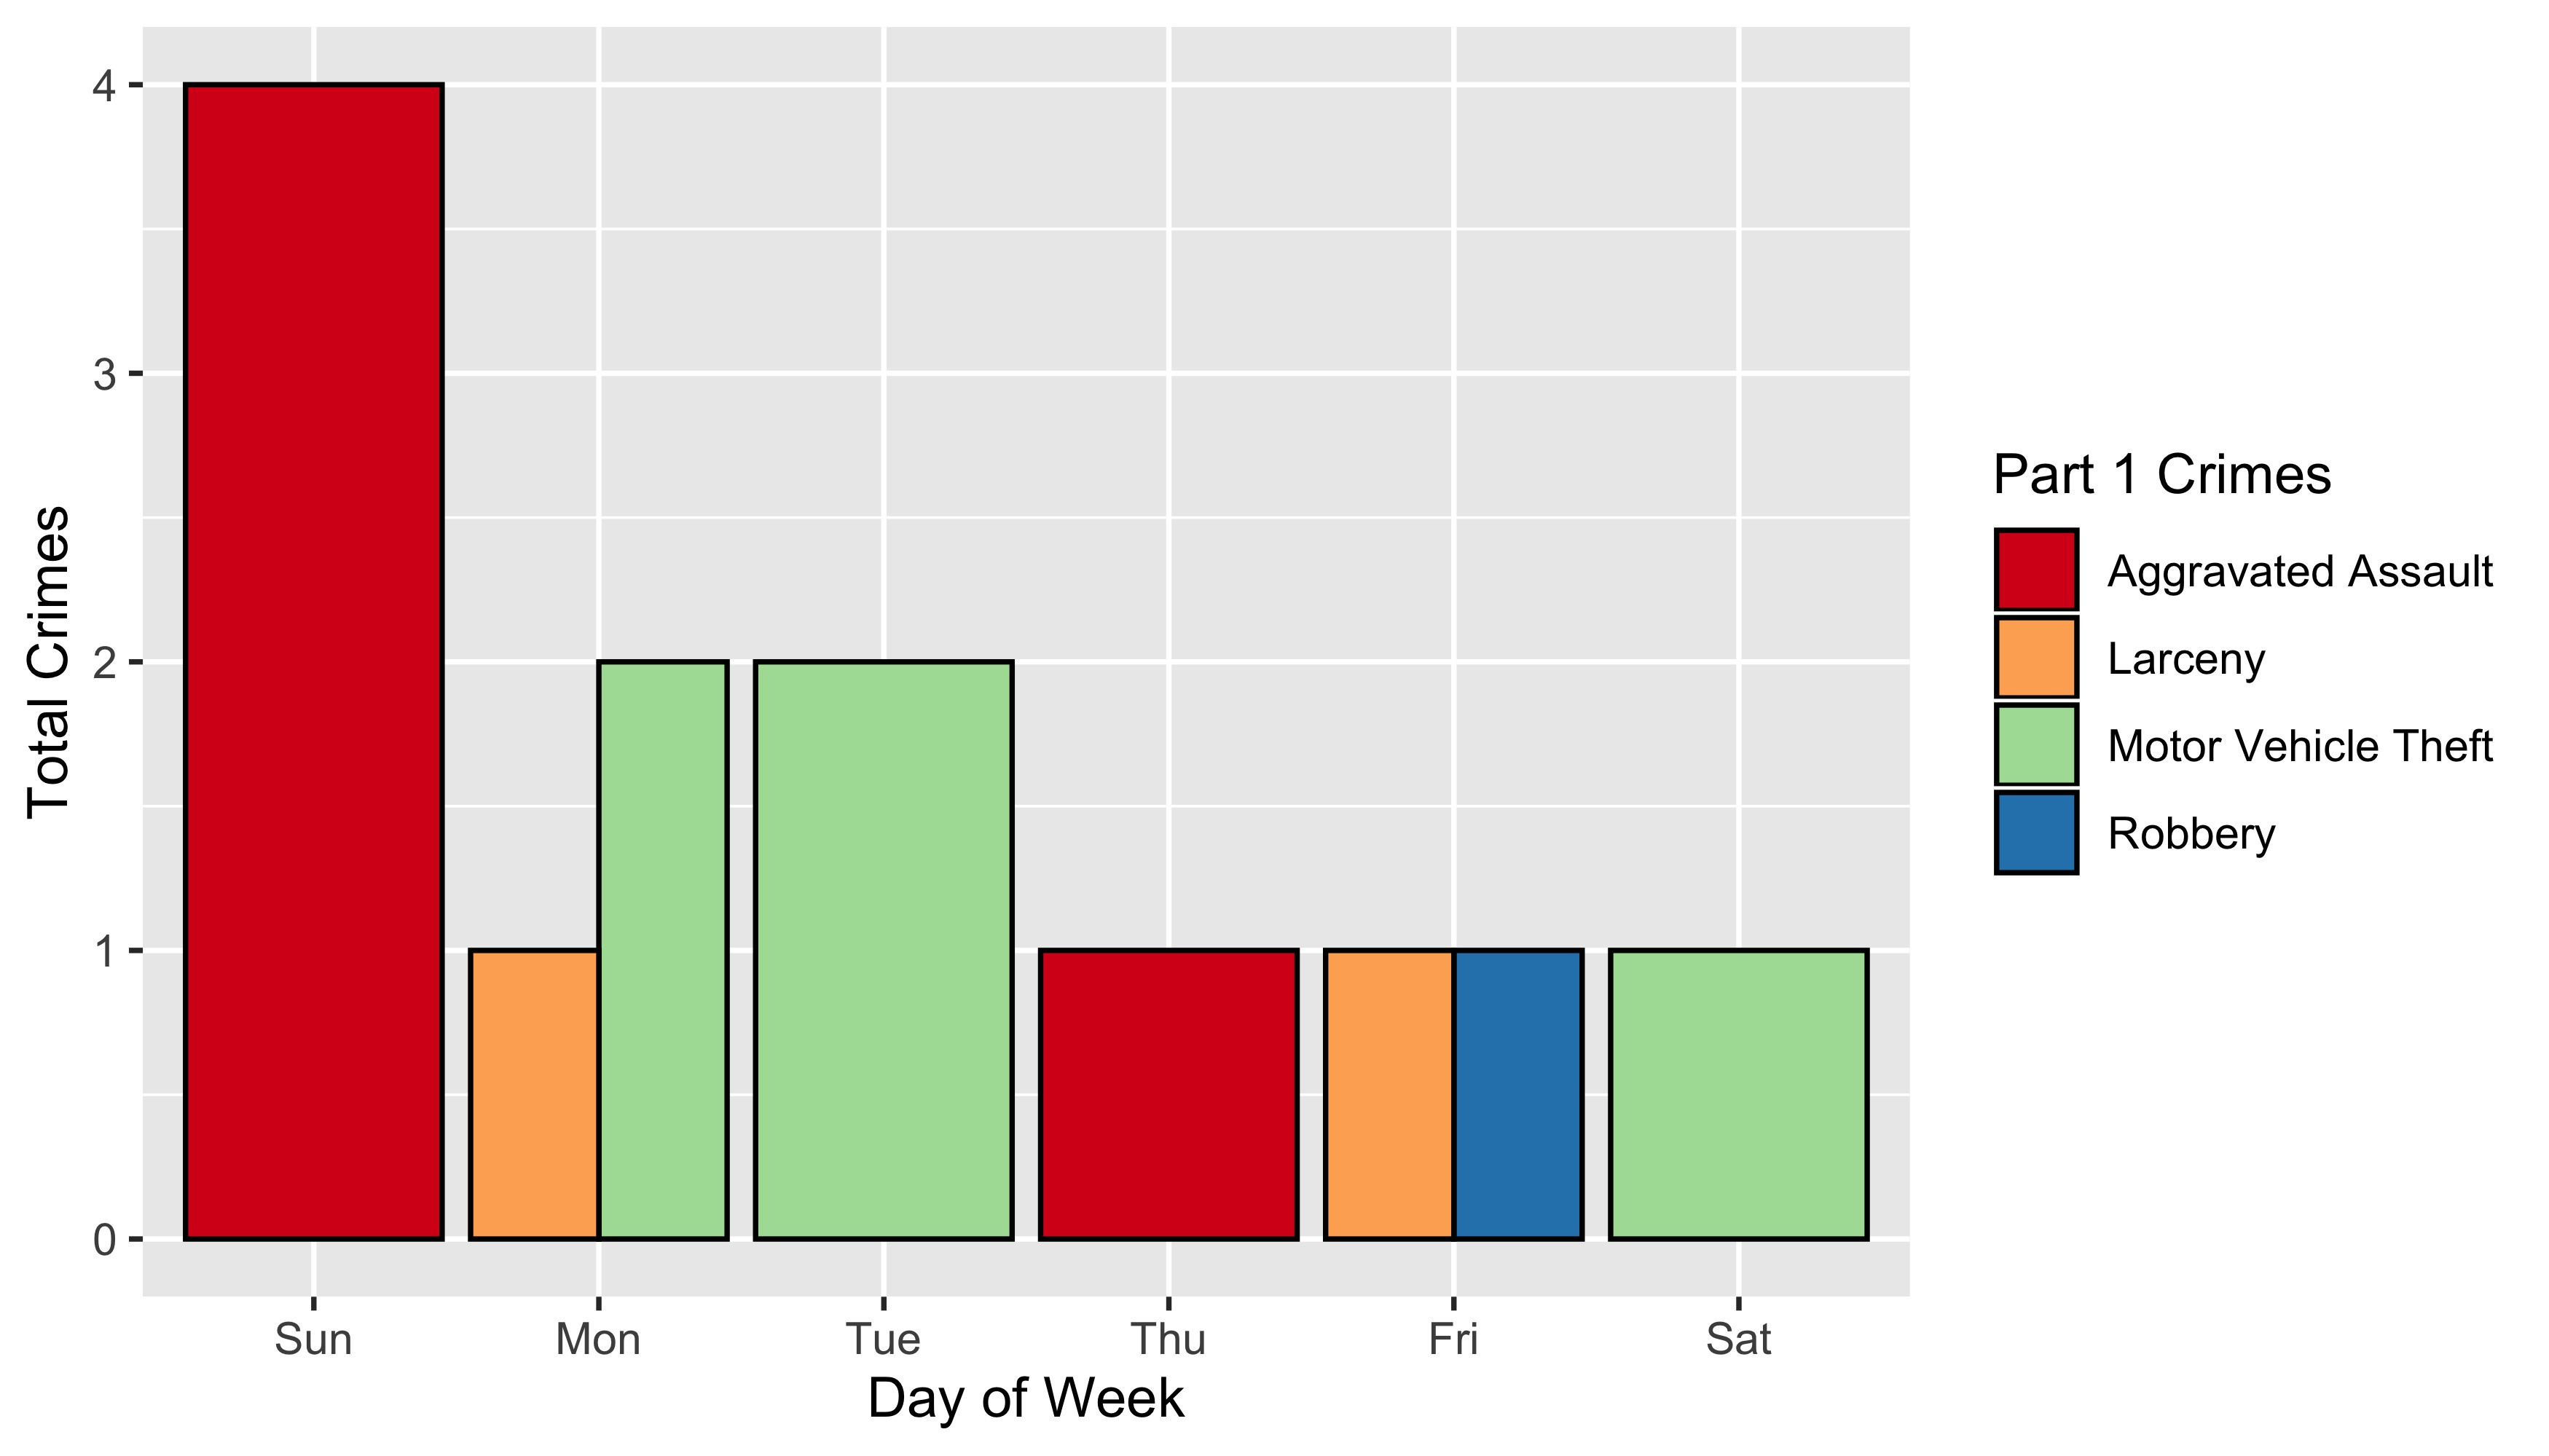 Total Crimes
4
3
2
1
0
Sun Mon Tue Thu Fri Sat
Day of Week
Part 1 Crimes
Aggravated Assault
Larceny
Motor Vehicle Theft
Robbery